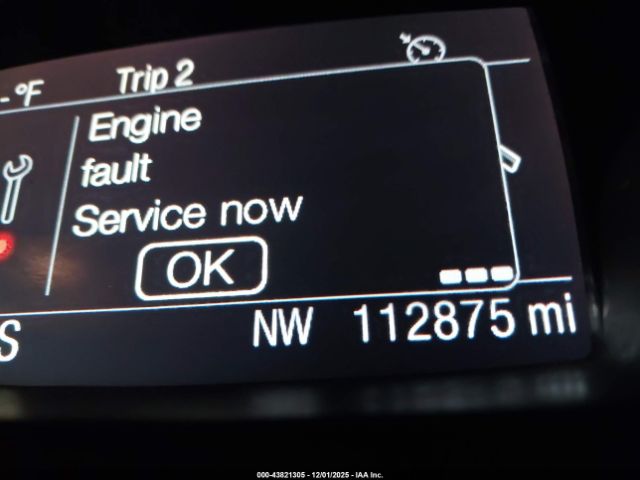 - °F Trip 2
Engine
fault
Service now
OK
S NW 112875 mi
000-43821305 - 12/01/2025 - IAA Inc.